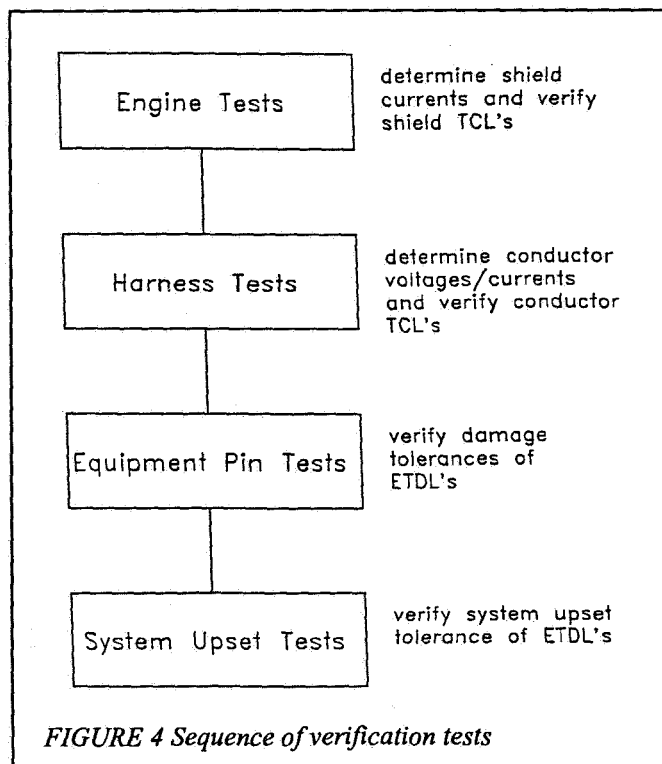 Engine Tests
determine shield
currents and verify
shield TCL's
Harness Tests
determine conductor
voltages/currents
and verify conductor
TCL's
Equipment Pin Tests
verify damage
tolerances of
ETDL's
System Upset Tests
verify system upset
tolerance of ETDL's
FIGURE 4 Sequence of verification tests